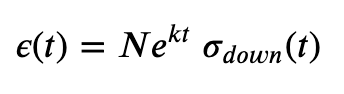 ϵ(t) = Ne^{kt} σ_{down}(t)